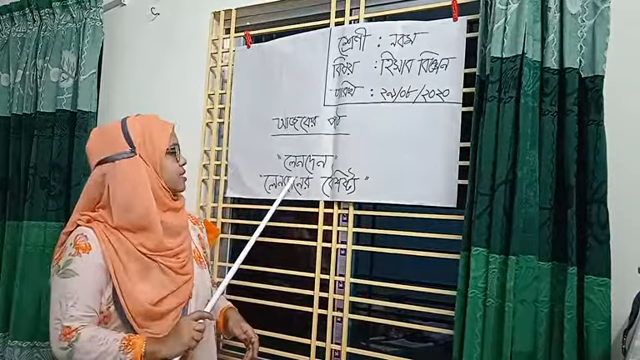 শ্রেণী : নবম
বিষয় : হিসাব বিজ্ঞান
তারিখ : ২৯/০৮/২০২০
আজকের পাঠ
"লেনদেন"
"লেনদেনের বৈশিষ্ট্য"